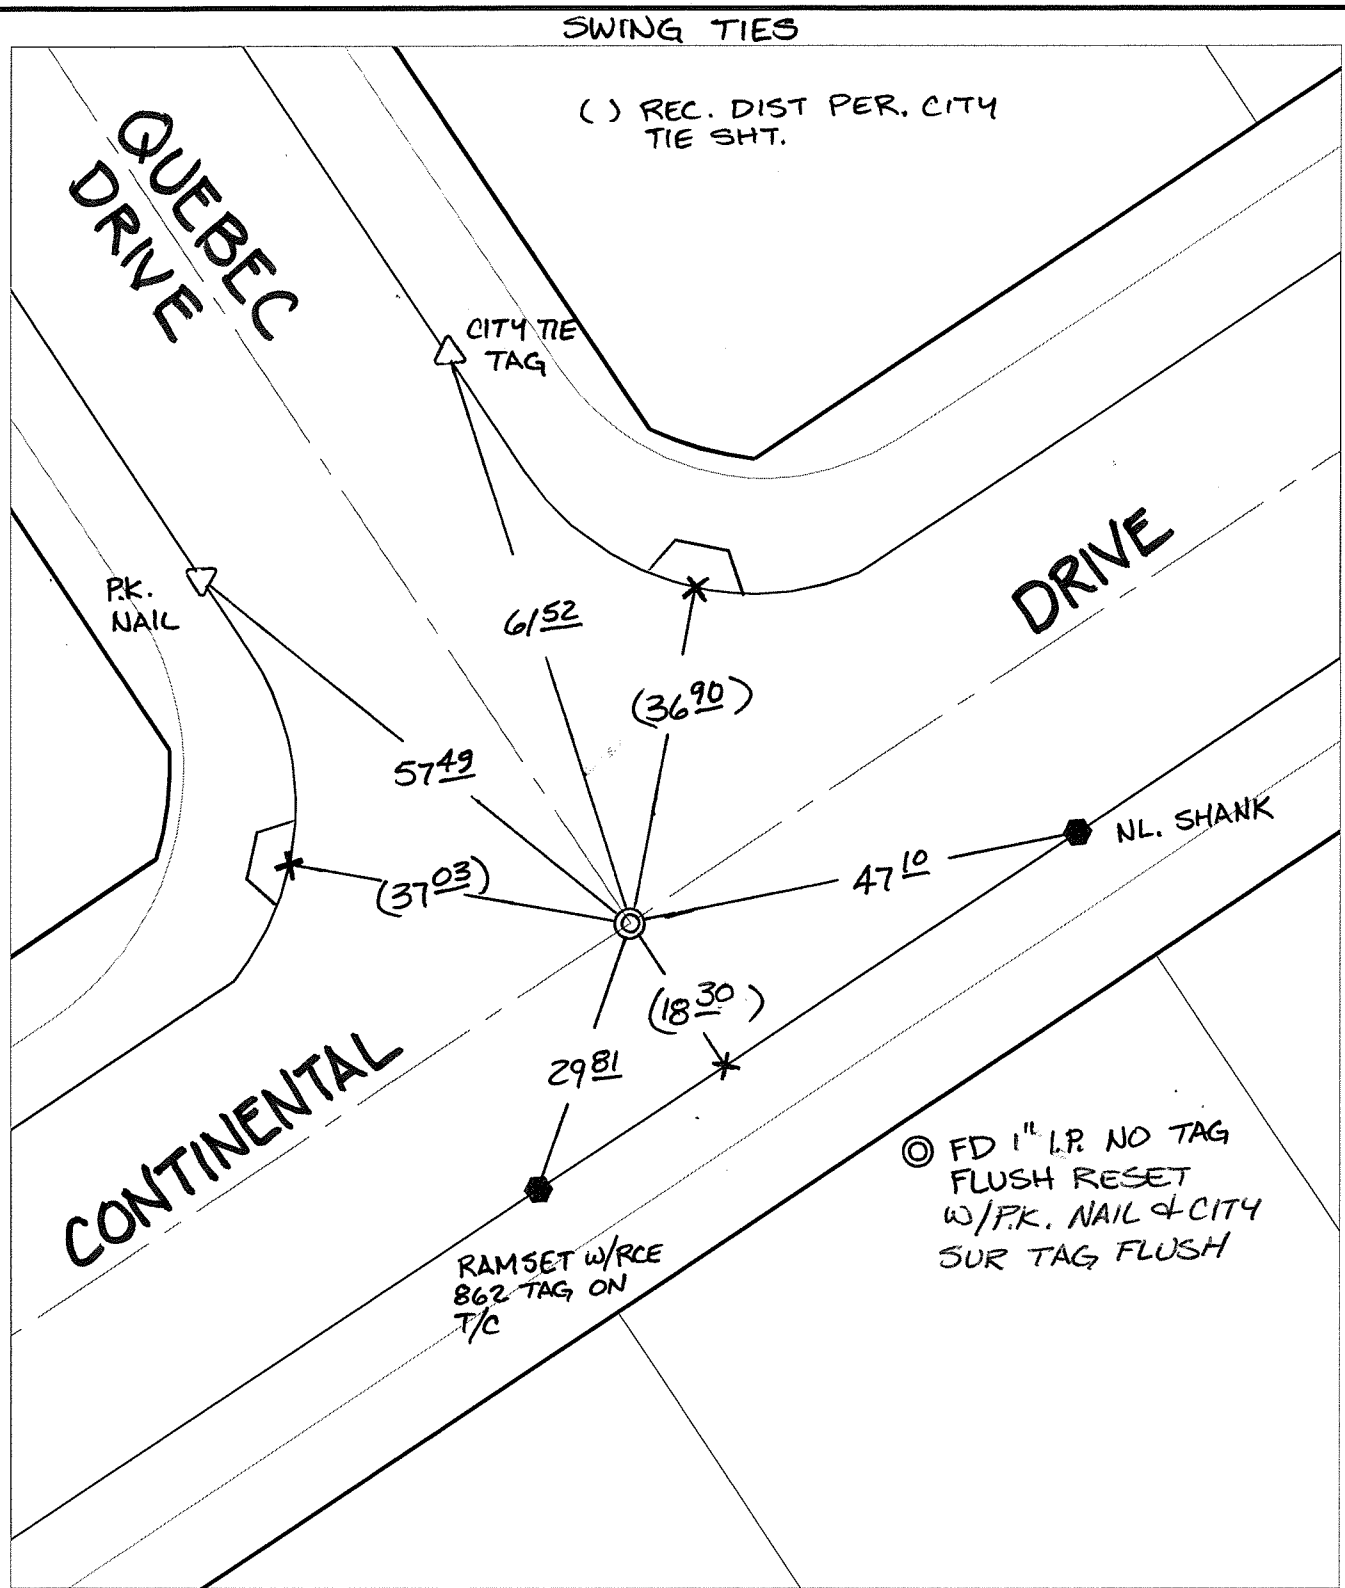 SWING TIES
( ) REC. DIST PER. CITY
TIE SHT.
QUEBEC
DRIVE
CITY TIE
TAG
P.K.
NAIL
61 52
(36 90)
DRIVE
57 49
NL. SHANK
47 10
(37 03)
(18 30)
29 81
CONTINENTAL
FD 1" I.P. NO TAG
FLUSH RESET
W/P.K. NAIL & CITY
SUR TAG FLUSH
RAMSET W/RCE
862 TAG ON
T/C